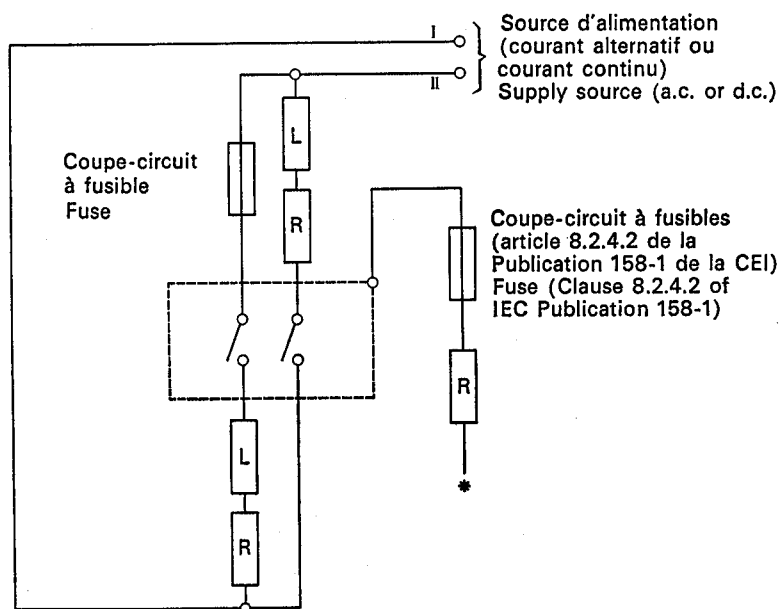 I
II
Source d'alimentation
(courant alternatif ou
courant continu)
Supply source (a.c. or d.c.)
Coupe-circuit
à fusible
Fuse
L
R
Coupe-circuit à fusibles
(article 8.2.4.2 de la
Publication 158-1 de la CEI)
Fuse (Clause 8.2.4.2 of
IEC Publication 158-1)
R
*
L
R